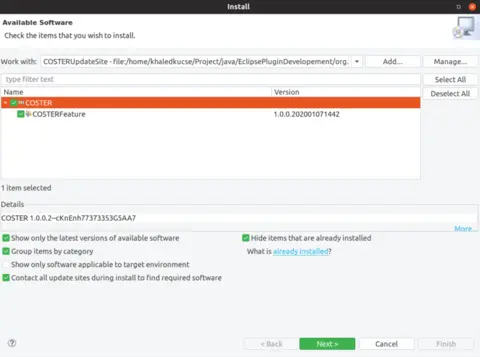 Install
Available Software
Check the items that you wish to install.
Work with: COSTERUpdateSite - file:/home/khaledkucse/Project/java/EclipsePluginDevelopement/org. Add... Manage...
type filter text Select All
Name Version Deselect All
COSTER
COSTERFeature 1.0.0.202001071442
1 item selected
Details
COSTER 1.0.0.2--cKnEnh77373353G5AA7
More...
Show only the latest versions of available software Hide items that are already installed
Group items by category What is already installed?
Show only software applicable to target environment
Contact all update sites during install to find required software
< Back Next > Cancel Finish